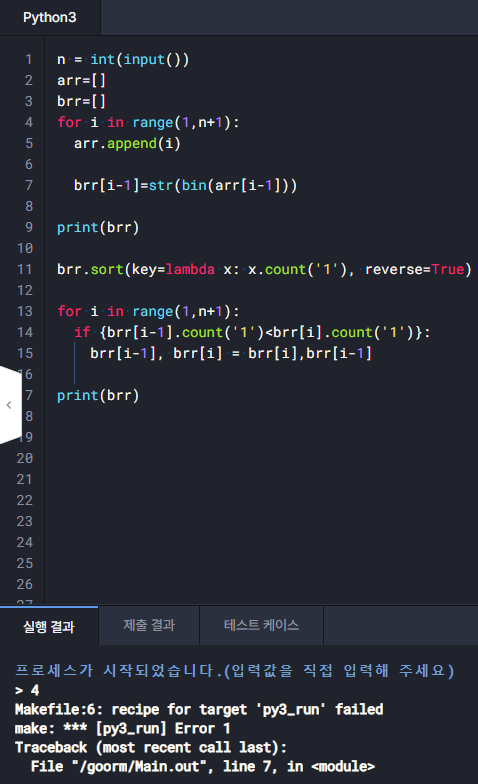 Python3
1 n = int(input())
2 arr=[]
3 brr=[]
4 for i in range(1,n+1):
5   arr.append(i)
6
7   brr[i-1]=str(bin(arr[i-1]))
8
9 print(brr)
10
11 brr.sort(key=lambda x: x.count('1'), reverse=True)
12
13 for i in range(1,n+1):
14   if {brr[i-1].count('1')<brr[i].count('1')}:
15     brr[i-1], brr[i] = brr[i],brr[i-1]
16
7 print(brr)
8
19
20
21
22
23
24
25
26
27
실행 결과 제출 결과 테스트 케이스
프로세스가 시작되었습니다.(입력값을 직접 입력해 주세요)
> 4
Makefile:6: recipe for target 'py3_run' failed
make: *** [py3_run] Error 1
Traceback (most recent call last):
  File "/goorm/Main.out", line 7, in <module>